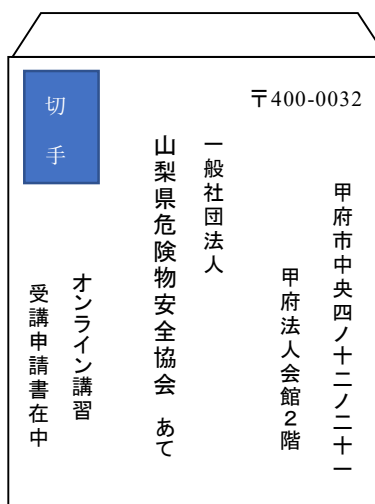 〒400-0032
甲府市中央四ノ十二ノ二十一
甲府法人会館２階
一般社団法人
山梨県危険物安全協会 あて
切手
オンライン講習
受講申請書在中